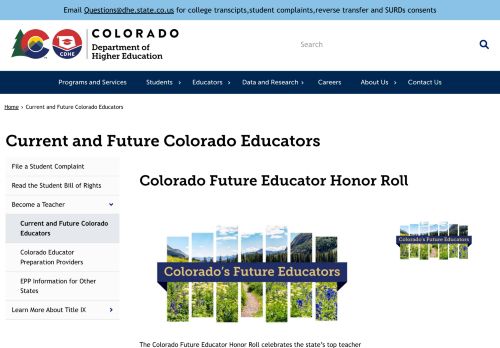 Email Questions@dhe.state.co.us for college transcipts,student complaints,reverse transfer and SURDs consents
COLORADO
Department of
Higher Education
CDHE
Search
Programs and Services Students Educators Data and Research Careers About Us Contact Us
Home > Current and Future Colorado Educators
Current and Future Colorado Educators
File a Student Complaint
Read the Student Bill of Rights
Become a Teacher
Current and Future Colorado
Educators
Colorado Educator
Preparation Providers
EPP Information for Other
States
Learn More About Title IX
Colorado Future Educator Honor Roll
Colorado's Future Educators
Colorado's Future Educators
The Colorado Future Educator Honor Roll celebrates the state's top teacher